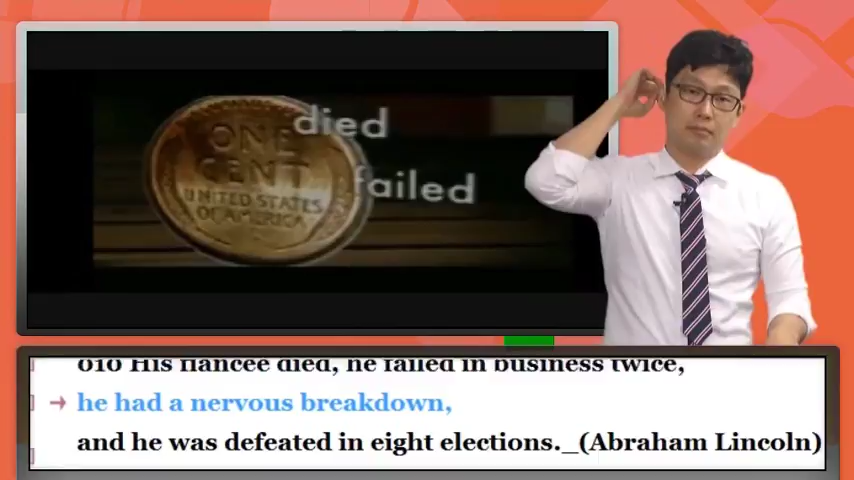 died
failed
ONE
CENT
UNITED STATES
OF AMERICA
010 His fiancée died, he failed in business twice,
→ he had a nervous breakdown,
and he was defeated in eight elections._(Abraham Lincoln)